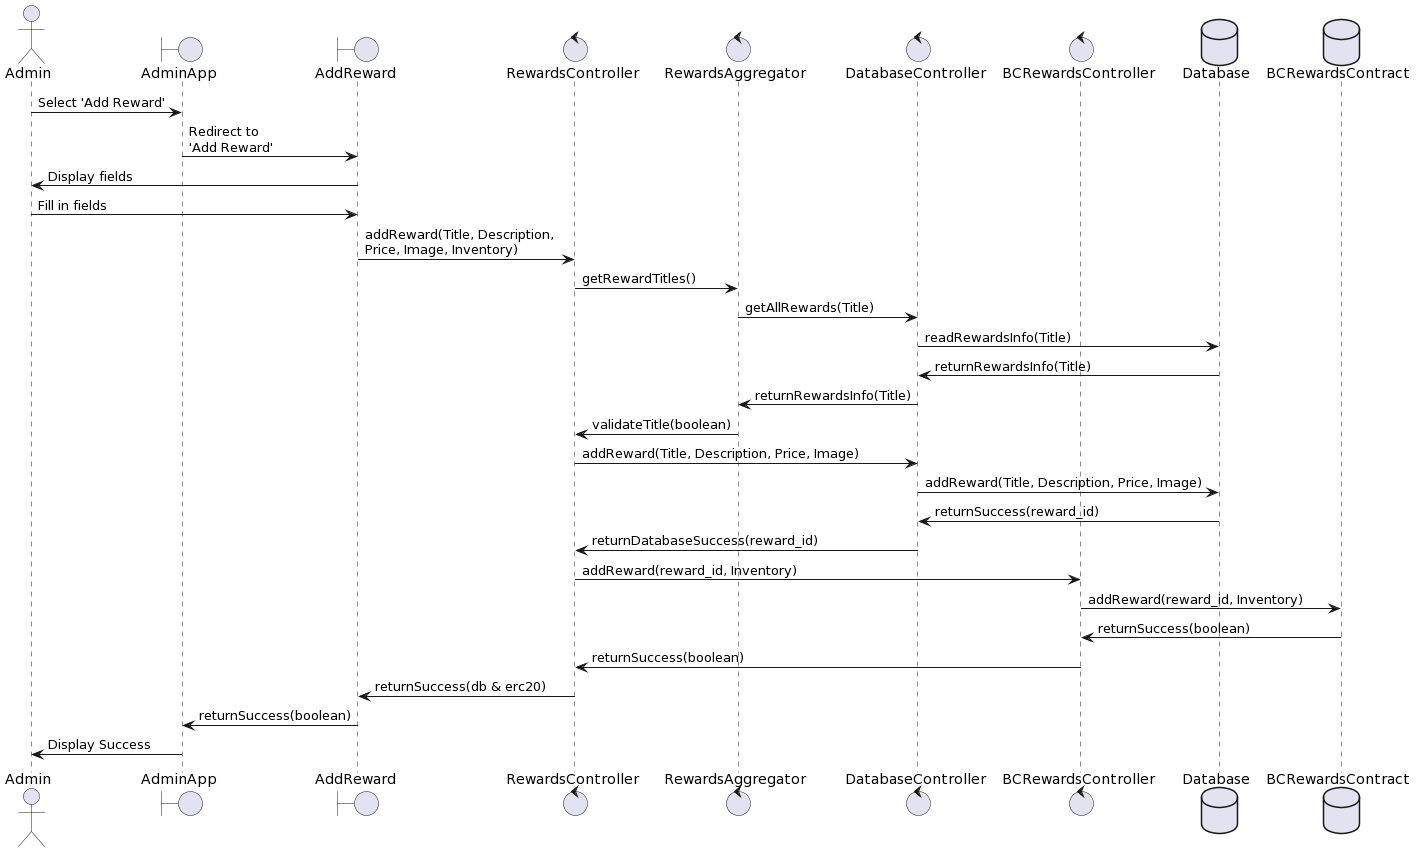 Admin
AdminApp
AddReward
RewardsController
RewardsAggregator
DatabaseController
BCRewardsController
Database
BCRewardsContract
Select 'Add Reward'
Redirect to
'Add Reward'
Display fields
Fill in fields
addReward(Title, Description,
Price, Image, Inventory)
getRewardTitles()
getAllRewards(Title)
readRewardsInfo(Title)
returnRewardsInfo(Title)
returnRewardsInfo(Title)
validateTitle(boolean)
addReward(Title, Description, Price, Image)
addReward(Title, Description, Price, Image)
returnSuccess(reward_id)
returnDatabaseSuccess(reward_id)
addReward(reward_id, Inventory)
addReward(reward_id, Inventory)
returnSuccess(boolean)
returnSuccess(boolean)
returnSuccess(db & erc20)
returnSuccess(boolean)
Display Success
Admin
AdminApp
AddReward
RewardsController
RewardsAggregator
DatabaseController
BCRewardsController
Database
BCRewardsContract